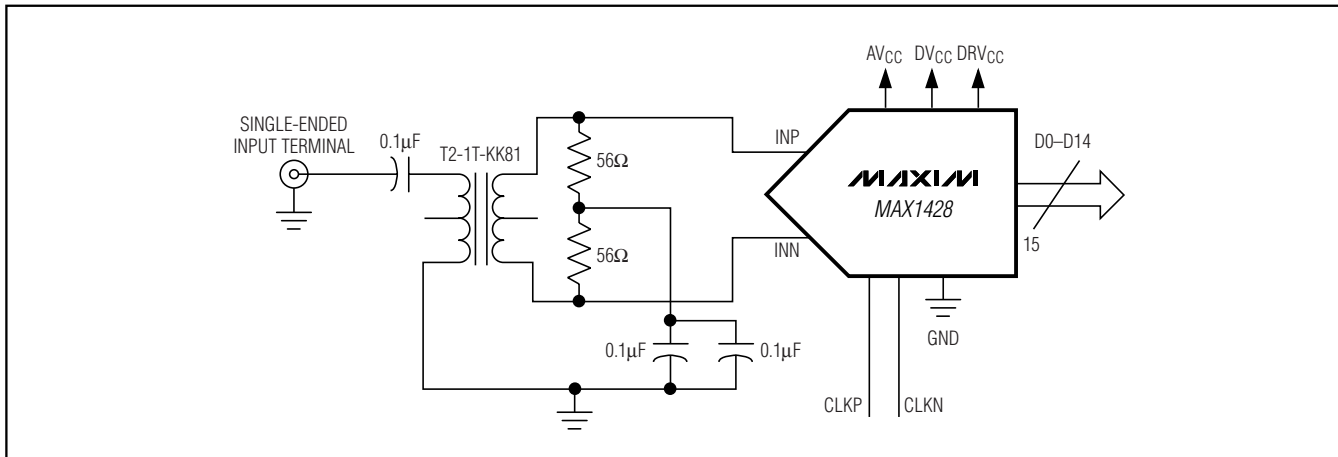 SINGLE-ENDED
INPUT TERMINAL
0.1µF
T2-1T-KK81
56Ω
56Ω
0.1µF
0.1µF
AVCC
DVCC
DRVCC
INP
INN
MAXIM
MAX1428
D0–D14
15
GND
CLKP
CLKN